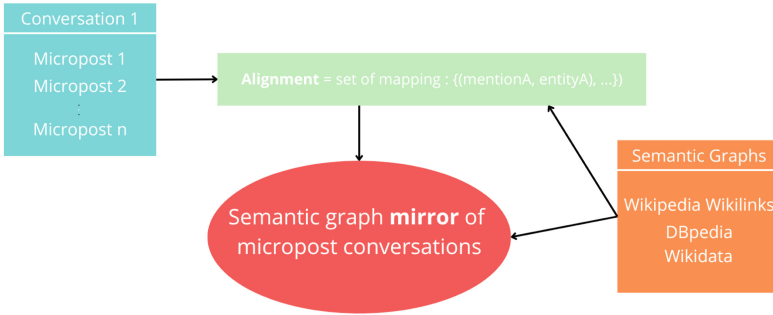 Conversation 1
Micropost 1
Micropost 2
⋮
Micropost n
Alignment = set of mapping : {(mentionA, entityA), ...})
Semantic graph mirror of
micropost conversations
Semantic Graphs
Wikipedia Wikilinks
DBpedia
Wikidata